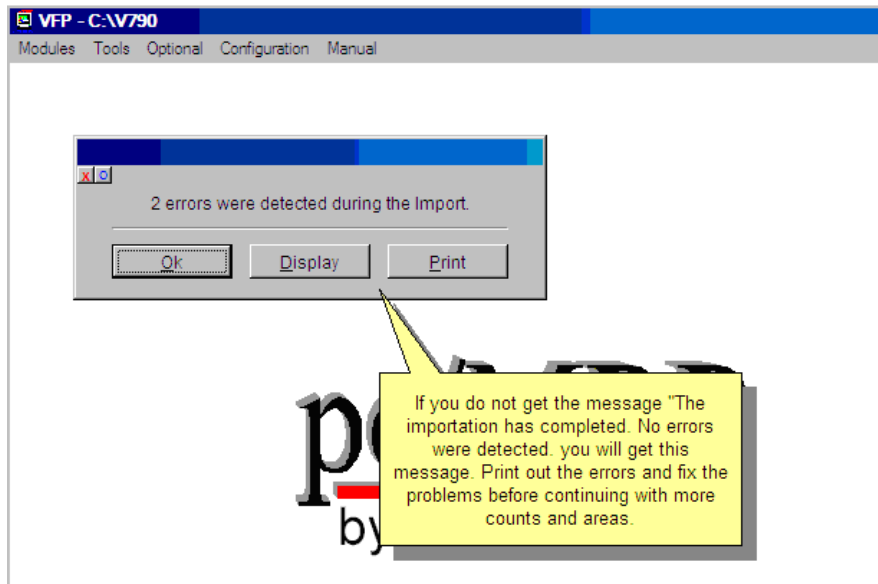 VFP - C:\V790
Modules Tools Optional Configuration Manual
X O
2 errors were detected during the Import.
Ok Display Print
If you do not get the message "The
importation has completed. No errors
were detected. you will get this
message. Print out the errors and fix the
problems before continuing with more
counts and areas.
by